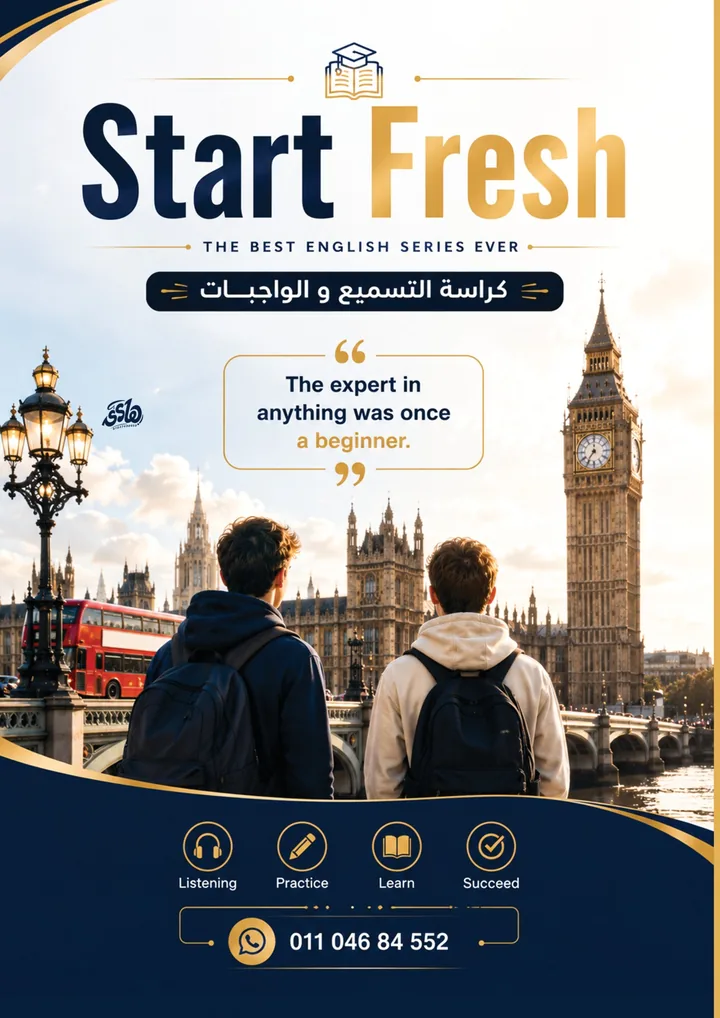 Start Fresh
THE BEST ENGLISH SERIES EVER
كراسة التسميع و الواجبـــات
“
The expert in
anything was once
a beginner.
”
Listening Practice Learn Succeed
011 046 84 552